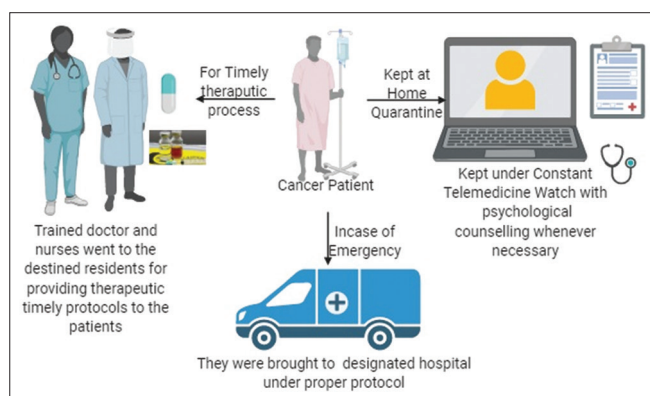 For Timely
theraputic
process
Kept at
Home
Quarantine
Cancer Patient
Kept under Constant
Telemedicine Watch with
psychological
counselling whenever
necessary
Trained doctor and
nurses went to the
destined residents for
providing therapeutic
timely protocols to the
patients
Incase of
Emergency
They were brought to designated hospital
under proper protocol